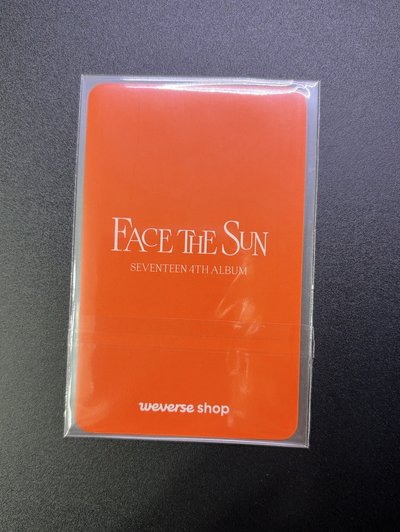 FACE THE SUN
SEVENTEEN 4TH ALBUM
weverse shop